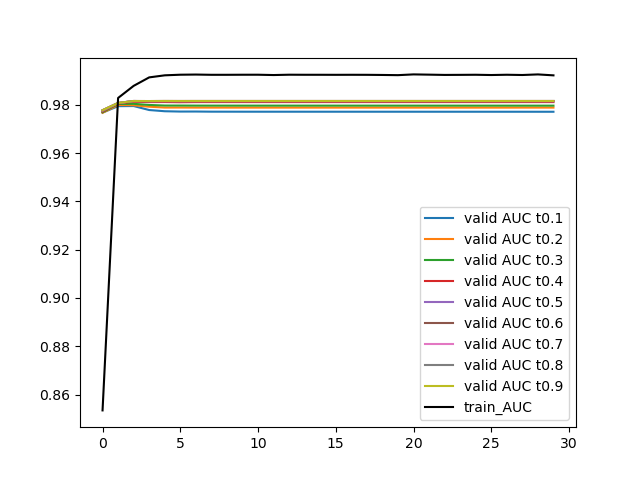 0.98
0.96
0.94
0.92
0.90
0.88
0.86
0 5 10 15 20 25 30
valid AUC t0.1
valid AUC t0.2
valid AUC t0.3
valid AUC t0.4
valid AUC t0.5
valid AUC t0.6
valid AUC t0.7
valid AUC t0.8
valid AUC t0.9
train_AUC